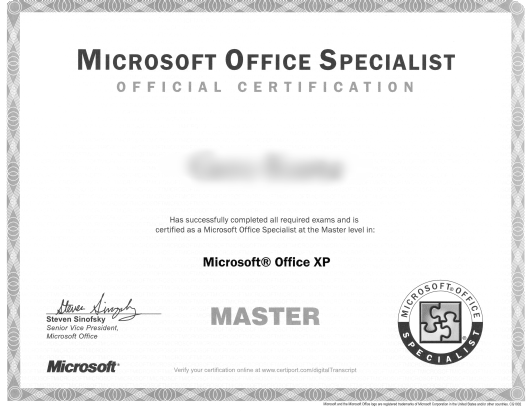 MICROSOFT OFFICE SPECIALIST
OFFICIAL CERTIFICATION
Has successfully completed all required exams and is
certified as a Microsoft Office Specialist at the Master level in:
Microsoft® Office XP
Steven Sinofsky
Steven Sinofsky
Senior Vice President,
Microsoft Office
MASTER
MICROSOFT® OFFICE
SPECIALIST
Microsoft
Verify your certification online at www.certiport.com/digitalTranscript
Microsoft and the Microsoft Office logo are registered trademarks of Microsoft Corporation in the United States and/or other countries.